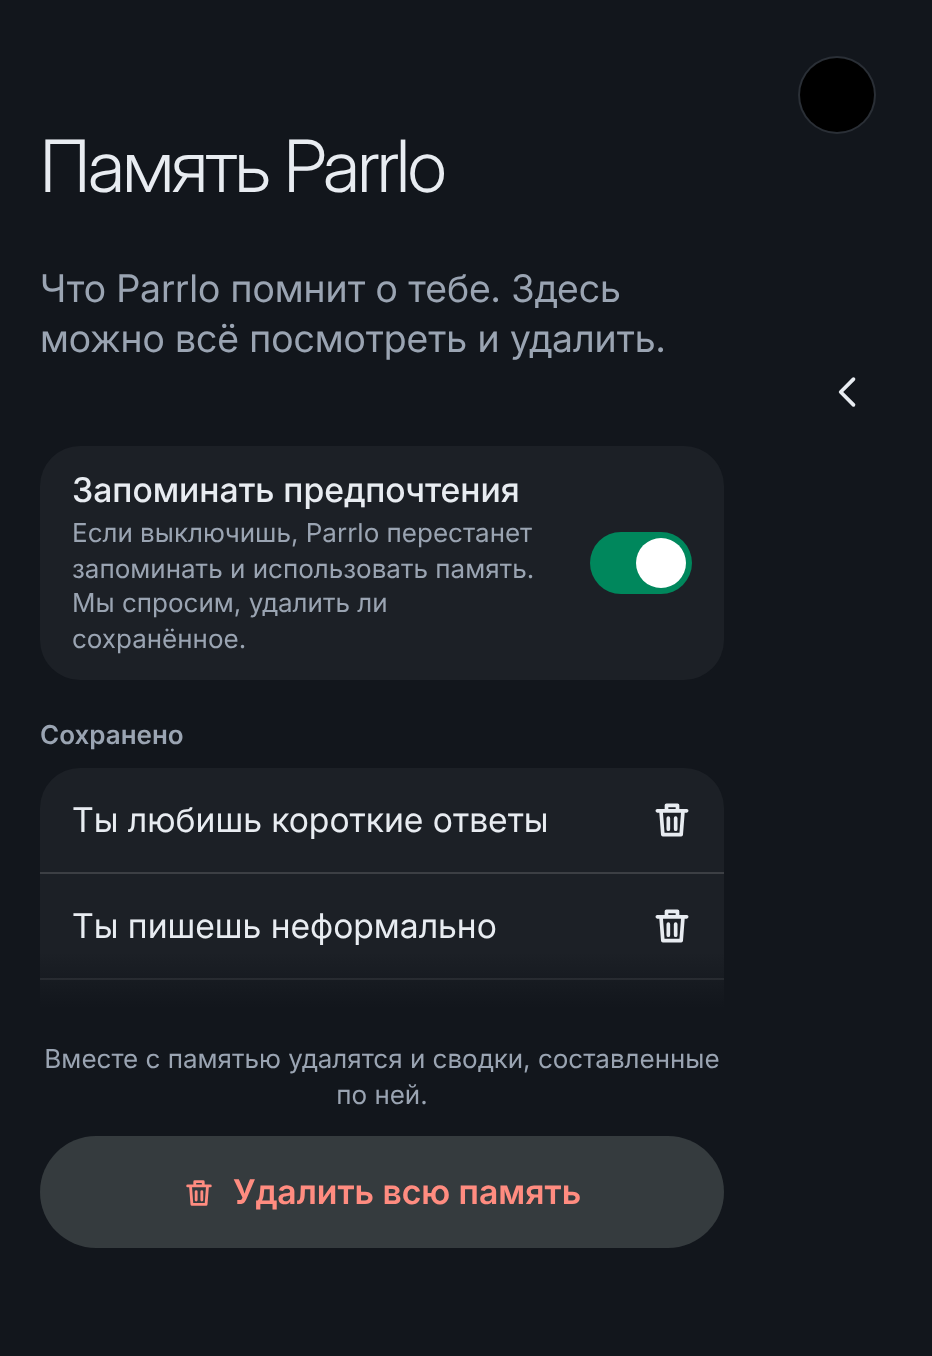 Память Parrlo
Что Parrlo помнит о тебе. Здесь
можно всё посмотреть и удалить.
Запоминать предпочтения
Если выключишь, Parrlo перестанет
запоминать и использовать память.
Мы спросим, удалить ли
сохранённое.
Сохранено
Ты любишь короткие ответы
Ты пишешь неформально
Вместе с памятью удалятся и сводки, составленные
по ней.
Удалить всю память